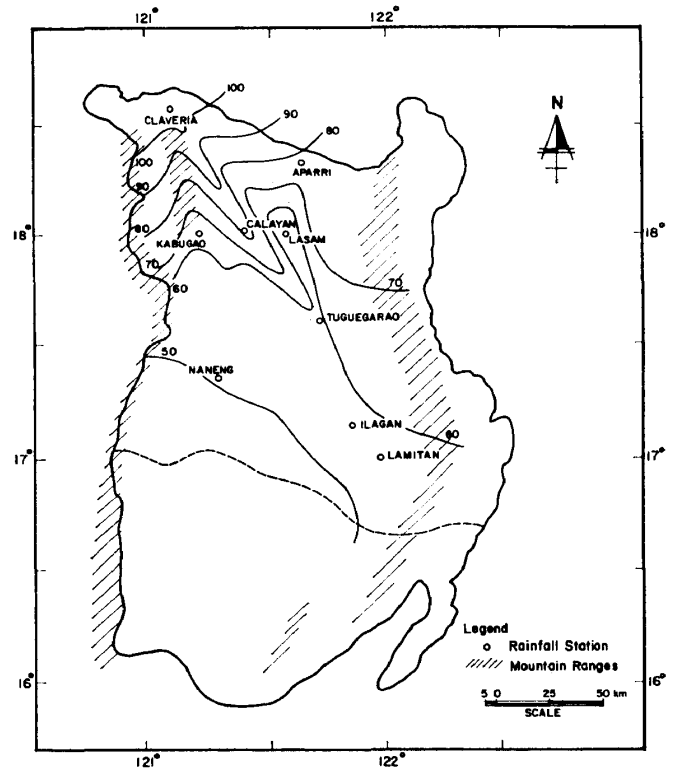 121° 122°
100
CLAVERIA
90
80
100
APARRI
90
80
CALAYAN
18° KABUGAO LASAM 18°
70
60
70
TUGUEGARAO
50
NANENG
ILAGAN
60
17° LAMITAN 17°
N
Legend
Rainfall Station
Mountain Ranges
16° 16°
5 0 25 50 km
SCALE
121° 122°